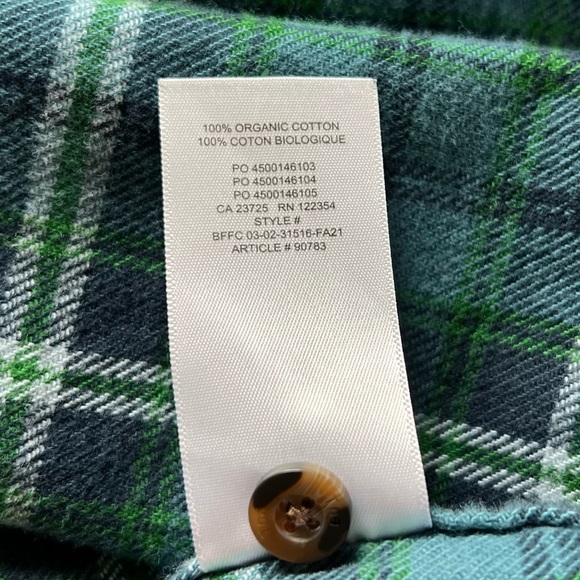 100% ORGANIC COTTON
100% COTON BIOLOGIQUE
PO 4500146103
PO 4500146104
PO 4500146105
CA 23725 RN 122354
STYLE #
BFFC 03-02-31516-FA21
ARTICLE # 90783